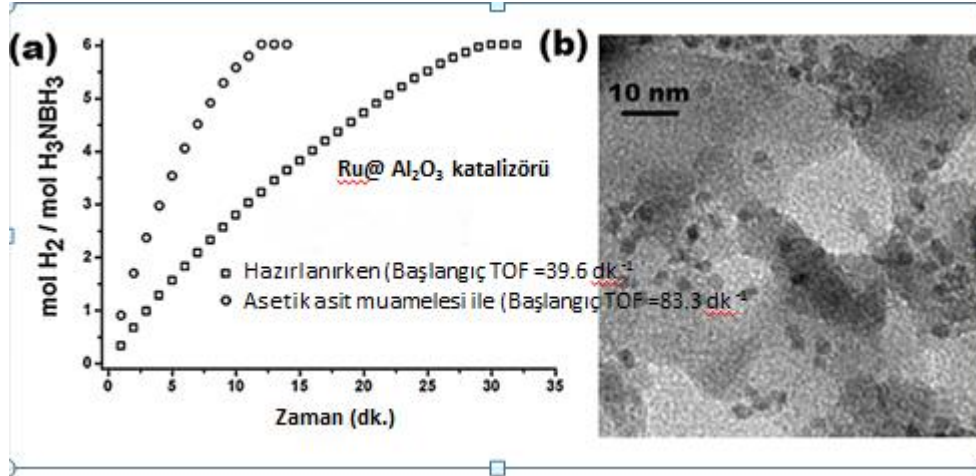 (a)
mol H2 / mol H3NBH3
6
5
4
3
2
1
0
Ru@ Al2O3 katalizörü
Hazırlanırken (Başlangıç TOF =39.6 dk.-1
Asetik asit muamelesi ile (Başlangıç TOF =83.3 dk-1
0 5 10 15 20 25 30 35
Zaman (dk.)
(b)
10 nm